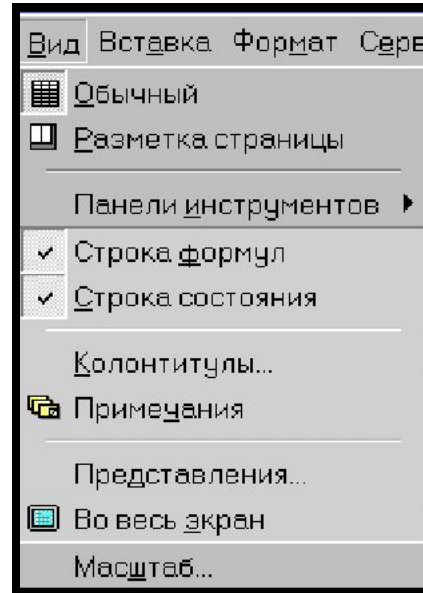 Вид Вставка Формат Серв
Обычный
Разметка страницы
Панели инструментов
Строка формул
Строка состояния
Колонтитулы...
Примечания
Представления...
Во весь экран
Масштаб...